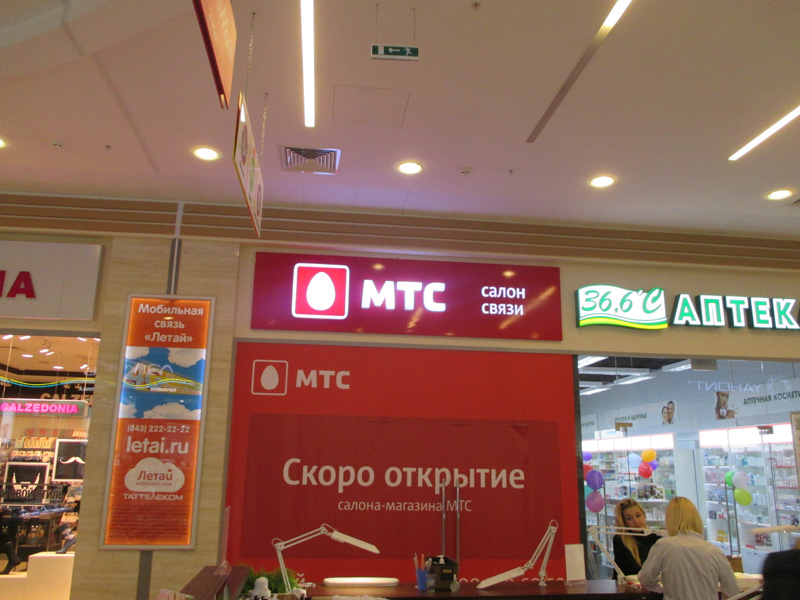 МТС
салон
связи
36,6°C
АПТЕК
Мобильная
связь
«Летай»
4G
(843) 222-22-22
letai.ru
Летай
ТАТТЕЛЕКОМ
CALZEDONIA
МТС
Скоро открытие
салона-магазина МТС
АПТЕЧНАЯ КОСМЕТИ